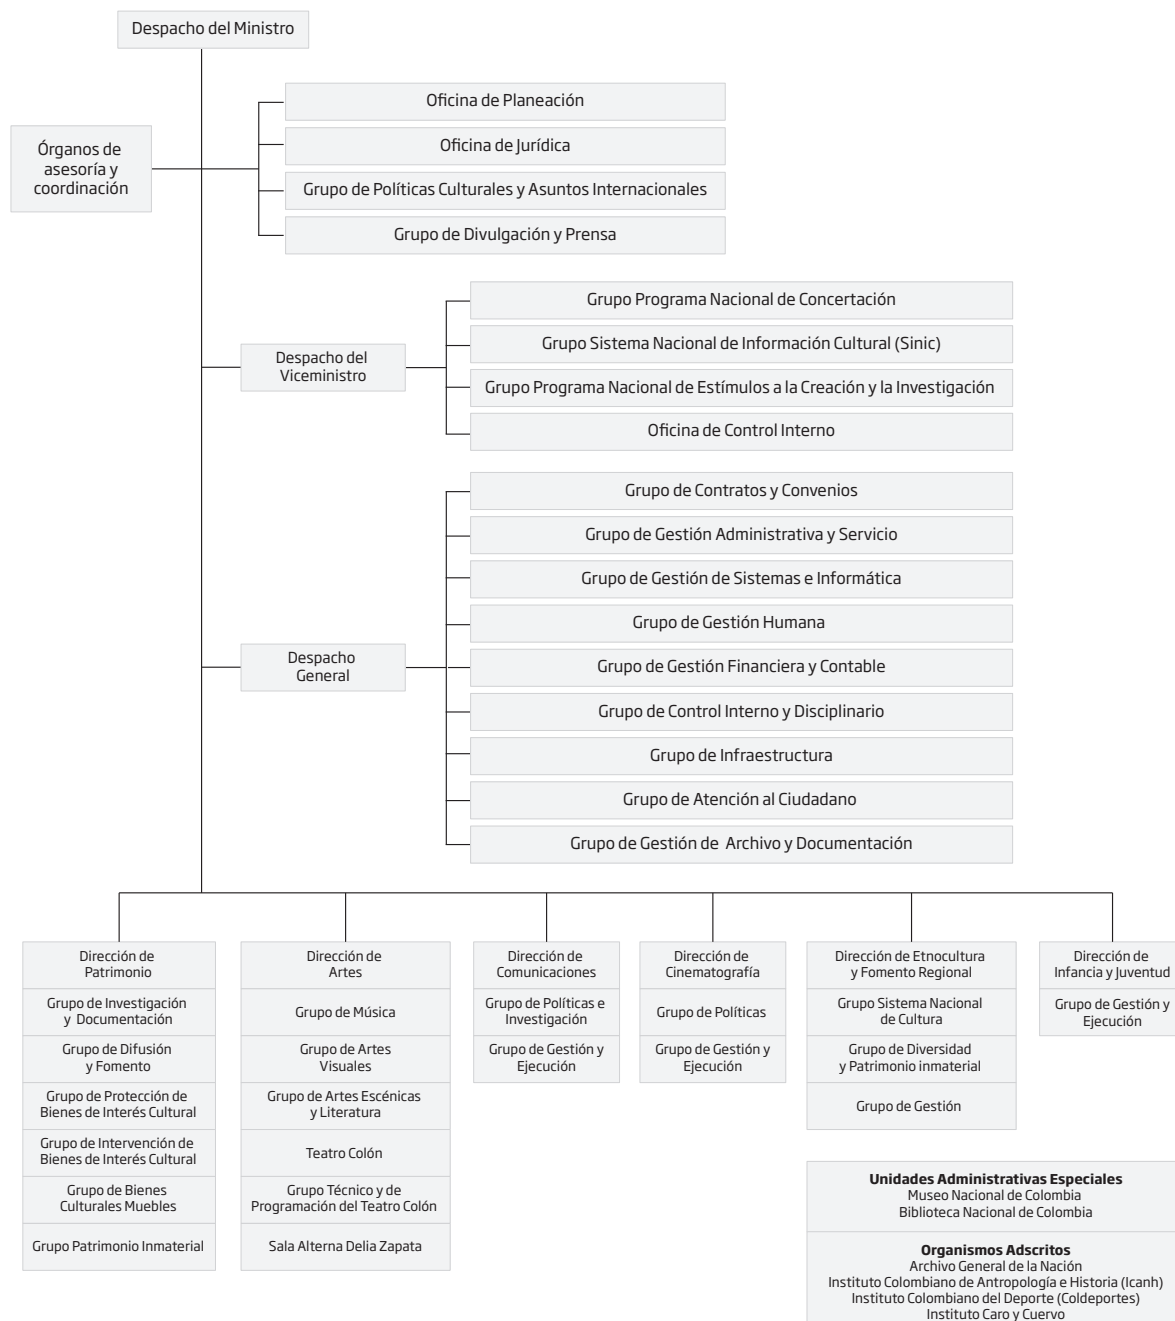 Despacho del Ministro
Órganos de
asesoría y
coordinación
Oficina de Planeación
Oficina de Jurídica
Grupo de Políticas Culturales y Asuntos Internacionales
Grupo de Divulgación y Prensa
Despacho del
Viceministro
Grupo Programa Nacional de Concertación
Grupo Sistema Nacional de Información Cultural (Sinic)
Grupo Programa Nacional de Estímulos a la Creación y la Investigación
Oficina de Control Interno
Despacho
General
Grupo de Contratos y Convenios
Grupo de Gestión Administrativa y Servicio
Grupo de Gestión de Sistemas e Informática
Grupo de Gestión Humana
Grupo de Gestión Financiera y Contable
Grupo de Control Interno y Disciplinario
Grupo de Infraestructura
Grupo de Atención al Ciudadano
Grupo de Gestión de Archivo y Documentación
Dirección de
Patrimonio
Grupo de Investigación
y Documentación
Grupo de Difusión
y Fomento
Grupo de Protección de
Bienes de Interés Cultural
Grupo de Intervención de
Bienes de Interés Cultural
Grupo de Bienes
Culturales Muebles
Grupo Patrimonio Inmaterial
Dirección de
Artes
Grupo de Música
Grupo de Artes
Visuales
Grupo de Artes Escénicas
y Literatura
Teatro Colón
Grupo Técnico y de
Programación del Teatro Colón
Sala Alterna Delia Zapata
Dirección de
Comunicaciones
Grupo de Políticas e
Investigación
Grupo de Gestión y
Ejecución
Dirección de
Cinematografía
Grupo de Políticas
Grupo de Gestión y
Ejecución
Dirección de Etnocultura
y Fomento Regional
Grupo Sistema Nacional
de Cultura
Grupo de Diversidad
y Patrimonio inmaterial
Grupo de Gestión
Dirección de
Infancia y Juventud
Grupo de Gestión y
Ejecución
Unidades Administrativas Especiales
Museo Nacional de Colombia
Biblioteca Nacional de Colombia
Organismos Adscritos
Archivo General de la Nación
Instituto Colombiano de Antropología e Historia (Icanh)
Instituto Colombiano del Deporte (Coldeportes)
Instituto Caro y Cuervo